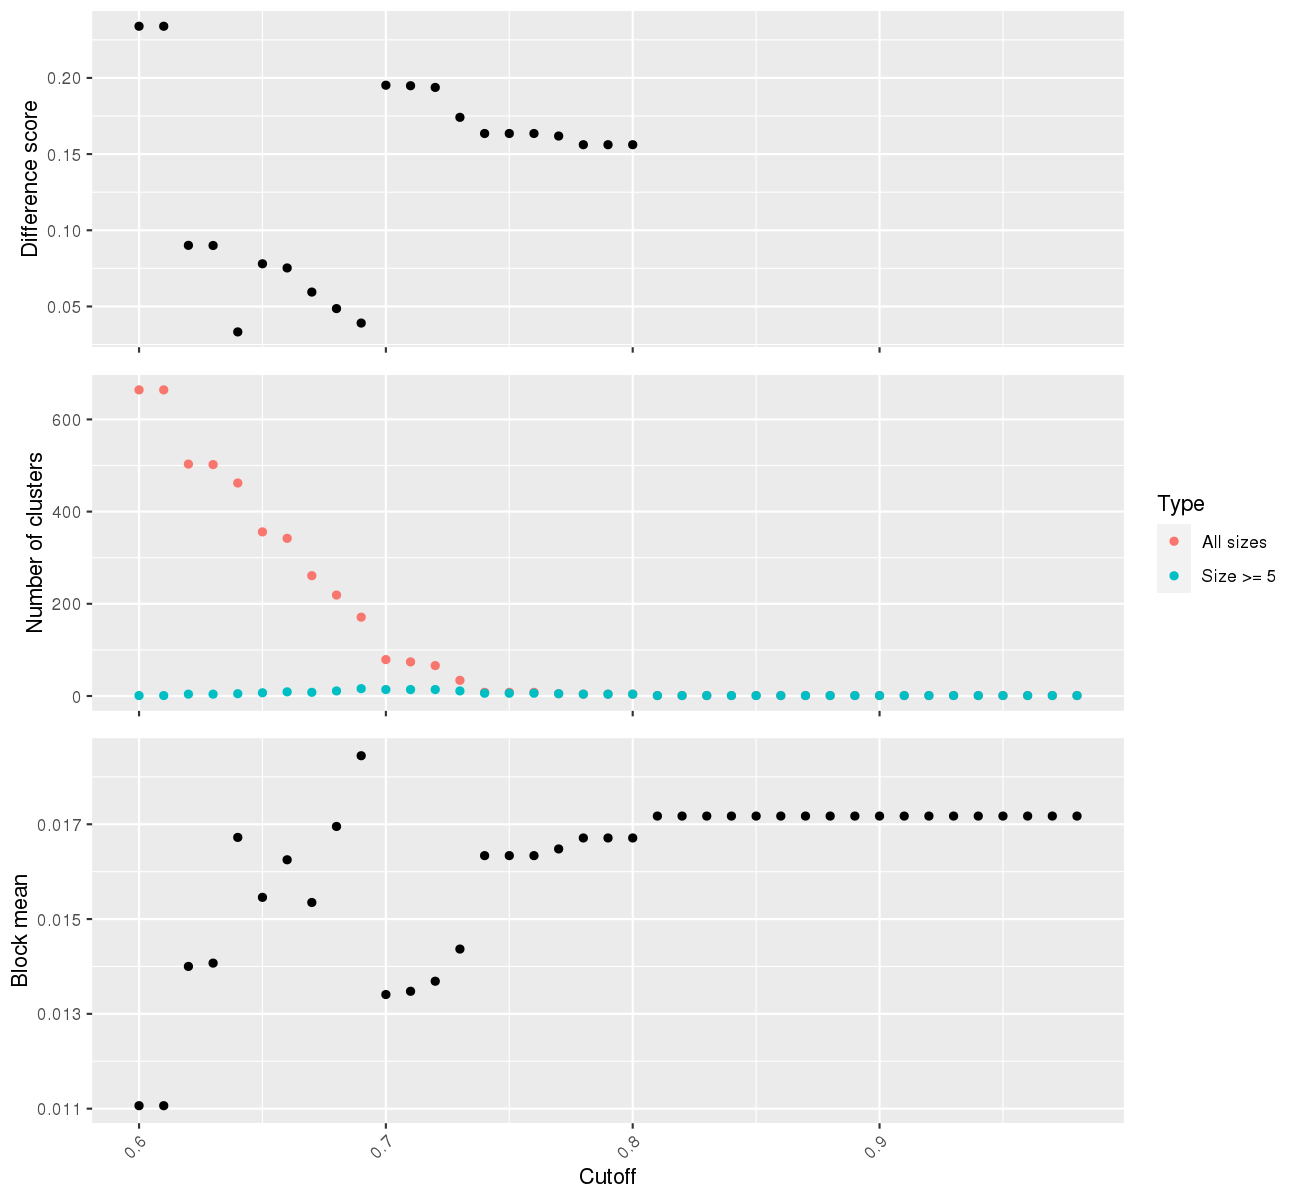 Difference score
0.20
0.15
0.10
0.05
Number of clusters
600
400
200
0
Type
All sizes
Size >= 5
Block mean
0.017
0.015
0.013
0.011
0.6
0.7
0.8
0.9
Cutoff